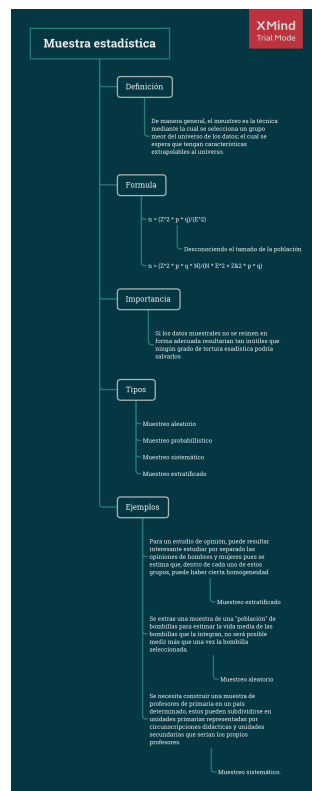 XMind
Trial Mode
Muestra estadística
Definición
De manera general, el meustreo es la técnica
mediante la cual se selecciona un grupo
meor del universo de los datos; el cual se
espera que tengan características
extrapolables al universo.
Formula
n = (Z^2 * p * q)/(E^2)
Desconociendo el tamaño de la población
n = (Z^2 * p * q * N)/(N * E^2 + Z&2 * p * q)
Importancia
Si los datos muestrales no se reúnen en
forma adecuada resultarían tan inútiles que
ningún grado de tortura esadística podría
salvarlos
Tipos
Muestreo aleatorio
Muestreo probabillístico
Muestreo sistemático
Muestreo estratificado
Ejemplos
Para un estudio de opinión, puede resultar
interesante estudiar por separado las
opiniones de hombres y mujeres pues se
estima que, dentro de cada uno de estos
grupos, puede haber cierta homogeneidad
Muestreo estratificado
Se extrae una muestra de una "población" de
bombillas para estimar la vida media de las
bombillas que la integran, no será posible
medir más que una vez la bombilla
seleccionada.
Muestreo aleatorio
Se necesita construir una muestra de
profesores de primaria en un país
determinado, estos pueden subdividirse en
unidades primarias representadas por
circunscripciones didácticas y unidades
secundarias que serían los propios
profesores.
Muestreo sistemático.